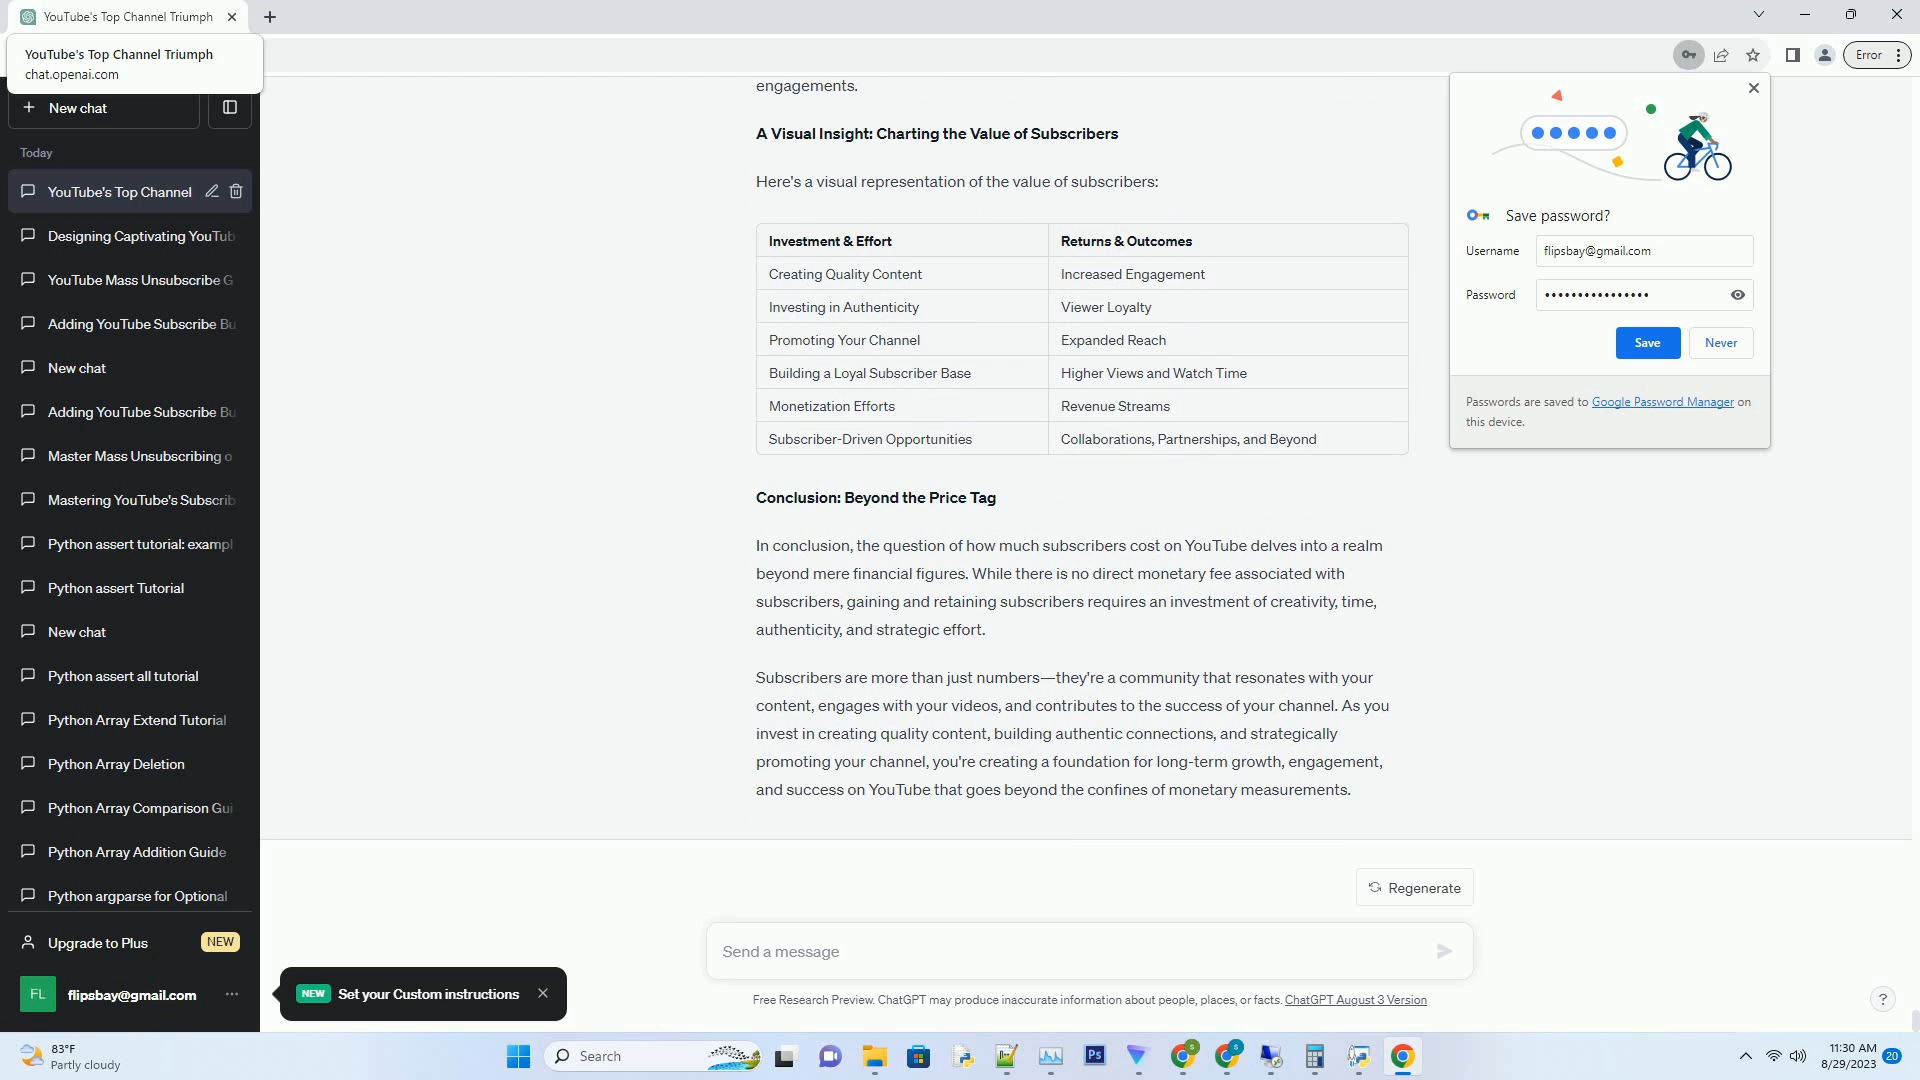 YouTube's Top Channel Triumph
YouTube's Top Channel Triumph
chat.openai.com
Error
New chat
Today
YouTube's Top Channel
Designing Captivating YouTub
YouTube Mass Unsubscribe G
Adding YouTube Subscribe Bu
New chat
Adding YouTube Subscribe Bu
Master Mass Unsubscribing o
Mastering YouTube's Subscrib
Python assert tutorial: exampl
Python assert Tutorial
New chat
Python assert all tutorial
Python Array Extend Tutorial
Python Array Deletion
Python Array Comparison Gui
Python Array Addition Guide
Python argparse for Optional
Upgrade to Plus NEW
FL flipsbay@gmail.com
engagements.
A Visual Insight: Charting the Value of Subscribers
Here's a visual representation of the value of subscribers:
Investment & Effort Returns & Outcomes
Creating Quality Content Increased Engagement
Investing in Authenticity Viewer Loyalty
Promoting Your Channel Expanded Reach
Building a Loyal Subscriber Base Higher Views and Watch Time
Monetization Efforts Revenue Streams
Subscriber-Driven Opportunities Collaborations, Partnerships, and Beyond
Conclusion: Beyond the Price Tag
In conclusion, the question of how much subscribers cost on YouTube delves into a realm
beyond mere financial figures. While there is no direct monetary fee associated with
subscribers, gaining and retaining subscribers requires an investment of creativity, time,
authenticity, and strategic effort.
Subscribers are more than just numbers—they're a community that resonates with your
content, engages with your videos, and contributes to the success of your channel. As you
invest in creating quality content, building authentic connections, and strategically
promoting your channel, you're creating a foundation for long-term growth, engagement,
and success on YouTube that goes beyond the confines of monetary measurements.
Save password?
Username flipsbay@gmail.com
Password ••••••••••••••••
Save Never
Passwords are saved to Google Password Manager on
this device.
Regenerate
Send a message
NEW Set your Custom instructions
Free Research Preview. ChatGPT may produce inaccurate information about people, places, or facts. ChatGPT August 3 Version
?
83°F
Partly cloudy
Search
Ps
S
S
11:30 AM
8/29/2023
20